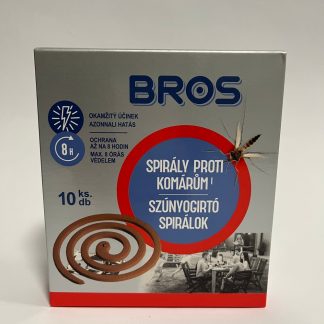 BROS
OKAMŽITÝ ÚČINEK
AZONNALI HATÁS
8 H
OCHRANA
AŽ NA 8 HODIN
MAX. 8 ÓRÁS
VÉDELEM
10 ks.
db
SPIRÁLY PROTI
KOMÁRŮM
SZÚNYOGIRTÓ
SPIRÁLOK